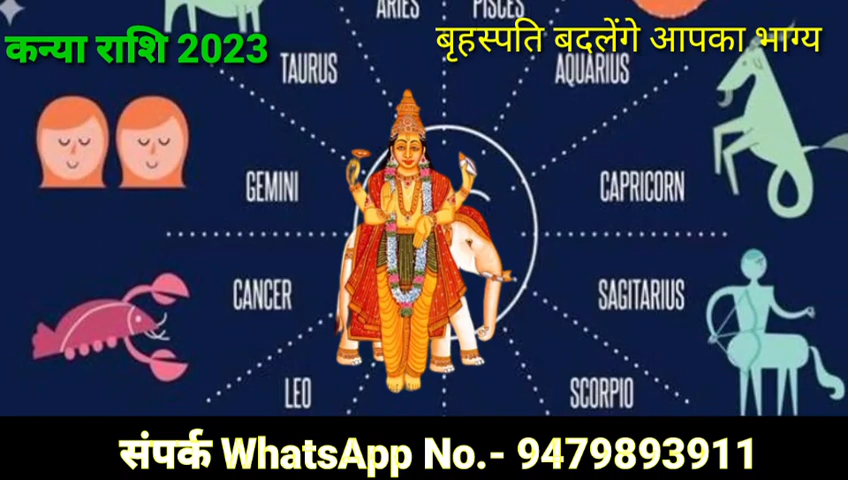 ARIES PISCES
कन्या राशि 2023
बृहस्पति बदलेंगे आपका भाग्य
TAURUS AQUARIUS
GEMINI CAPRICORN
CANCER SAGITARIUS
LEO SCORPIO
संपर्क WhatsApp No.- 9479893911